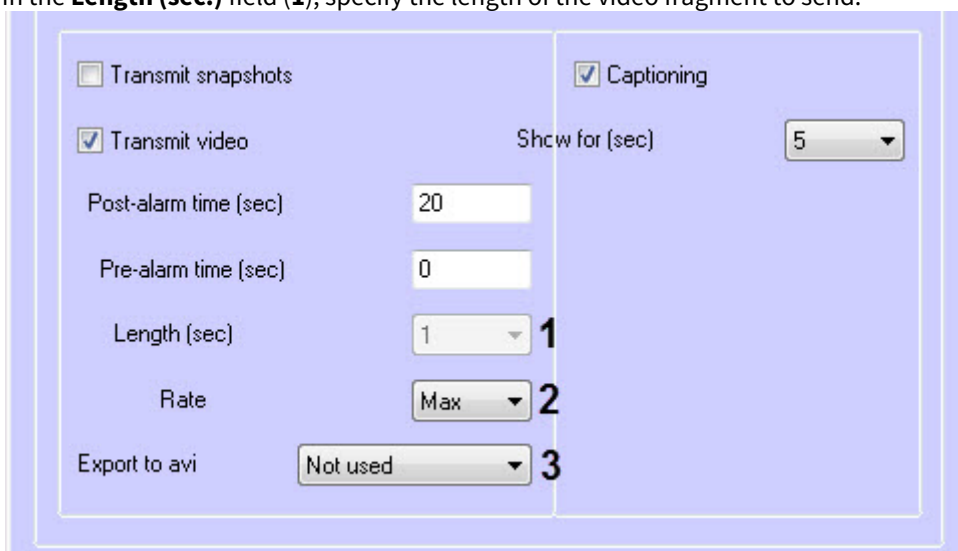 In the Length (sec.) field (1), specify the length of the video fragment to send.
Transmit snapshots
Captioning
Transmit video
Show for (sec)
5
Post-alarm time (sec)
20
Pre-alarm time (sec)
0
Length (sec)
1
1
Rate
Max
2
Export to avi
Not used
3